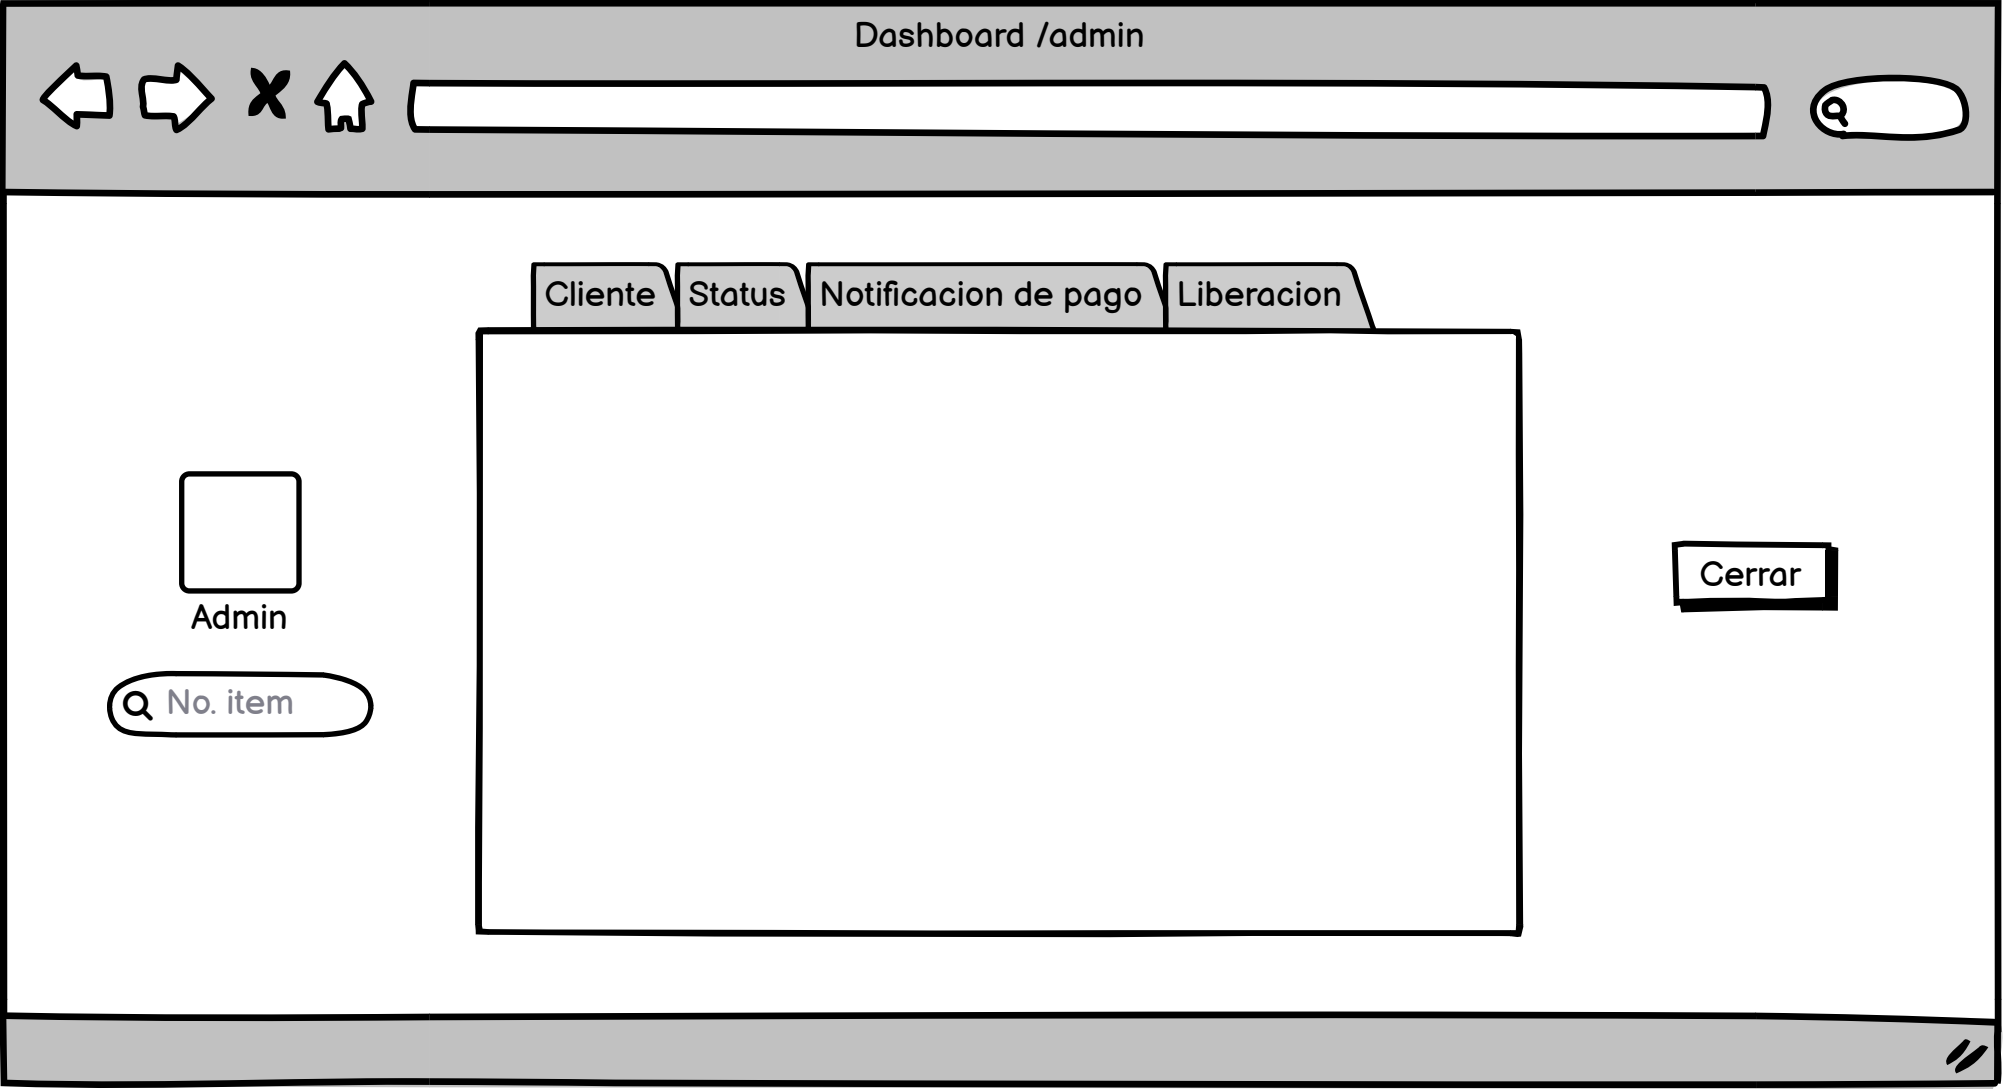 Dashboard /admin
Cliente
Status
Notificacion de pago
Liberacion
Admin
No. item
Cerrar